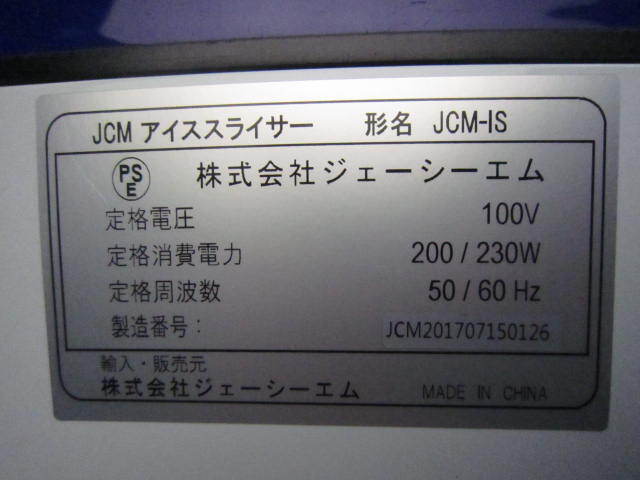 JCM アイススライサー 形名 JCM-IS
PSE 株式会社ジェーシーエム
定格電圧 100V
定格消費電力 200 / 230W
定格周波数 50 / 60 Hz
製造番号： JCM201707150126
輸入・販売元
株式会社ジェーシーエム MADE IN CHINA